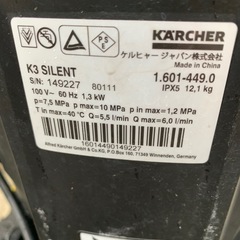 KÄRCHER
PS
E
ケルヒャー ジャパン株式会社
Made in China
K3 SILENT
1.601-449.0
S/N: 149227 80111
IPX5 12,1 kg
100 V~ 60 Hz 1,3 kW
p=7,5 MPa p max=10 MPa p in max=1,2 MPa
T in max=40 °C Q=5,5 l/min Q max=6,0 l/min
16014490149227
Alfred Kärcher GmbH & Co. KG, P.O.Box 160, 71349 Winnenden, Germany